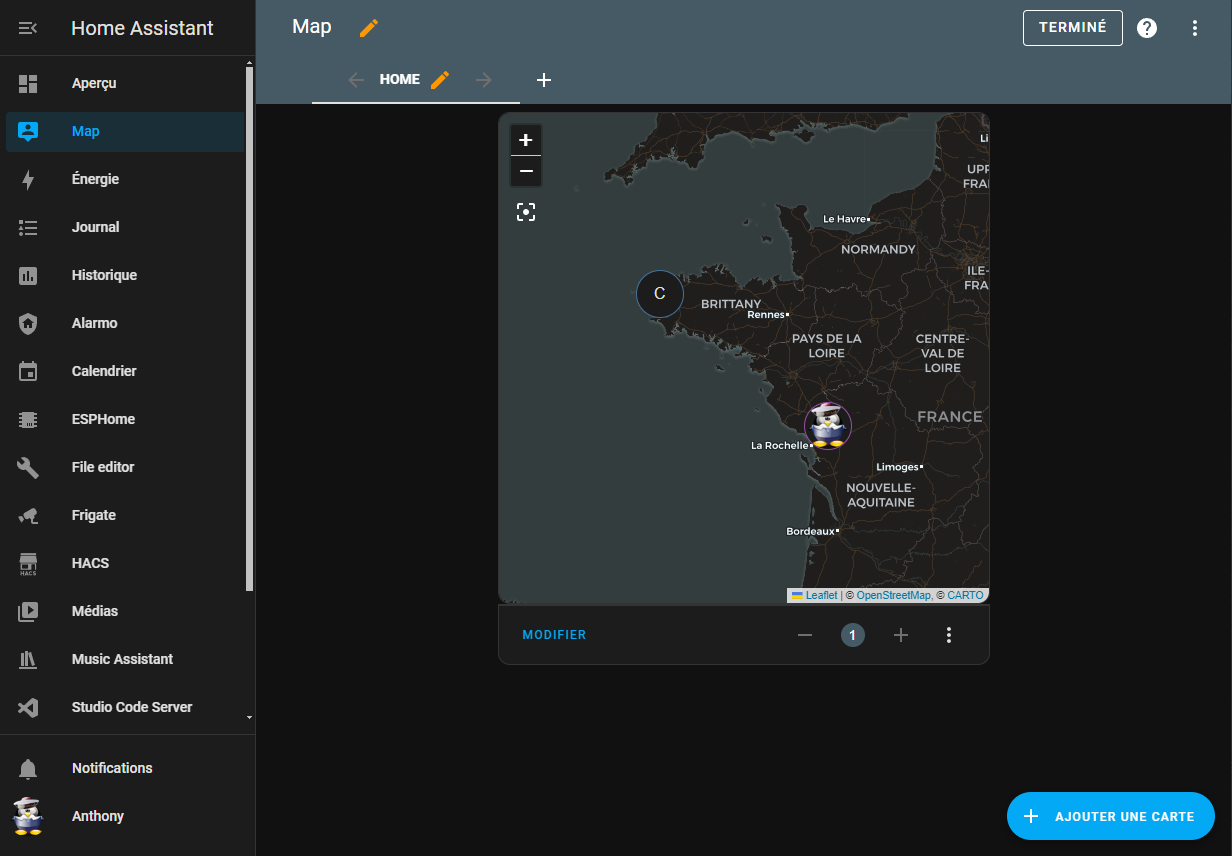 Home Assistant
Aperçu
Map
Énergie
Journal
Historique
Alarmo
Calendrier
ESPHome
File editor
Frigate
HACS
HACS
Médias
Music Assistant
Studio Code Server
Notifications
Anthony
Map
TERMINÉ
?
HOME
+
+
−
Li
UPP
FRA
Le Havre
NORMANDY
ILE-
FRA
C
BRITTANY
Rennes
PAYS DE LA
LOIRE
CENTRE-
VAL DE
LOIRE
FRANCE
La Rochelle
Limoges
NOUVELLE-
AQUITAINE
Bordeaux
Leaflet | © OpenStreetMap, © CARTO
MODIFIER
− 1 +
+ AJOUTER UNE CARTE